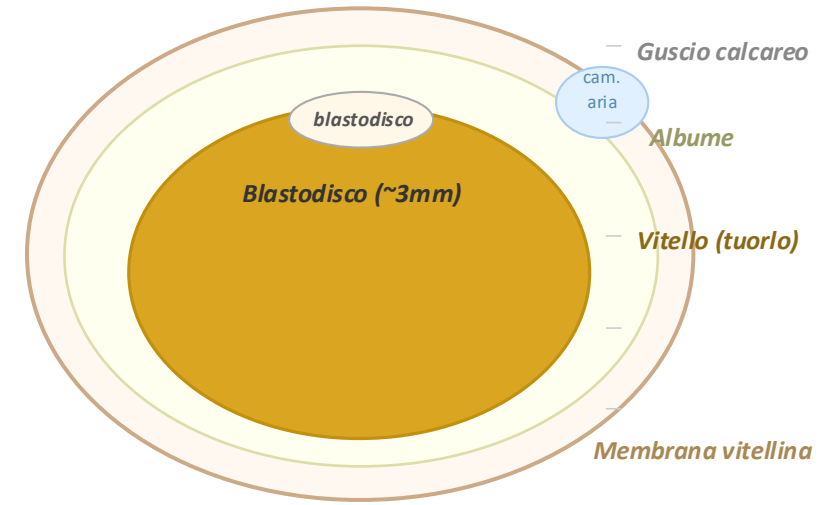 Guscio calcareo
cam.
aria
blastodisco
Albume
Blastodisco (~3mm)
Vitello (tuorlo)
Membrana vitellina